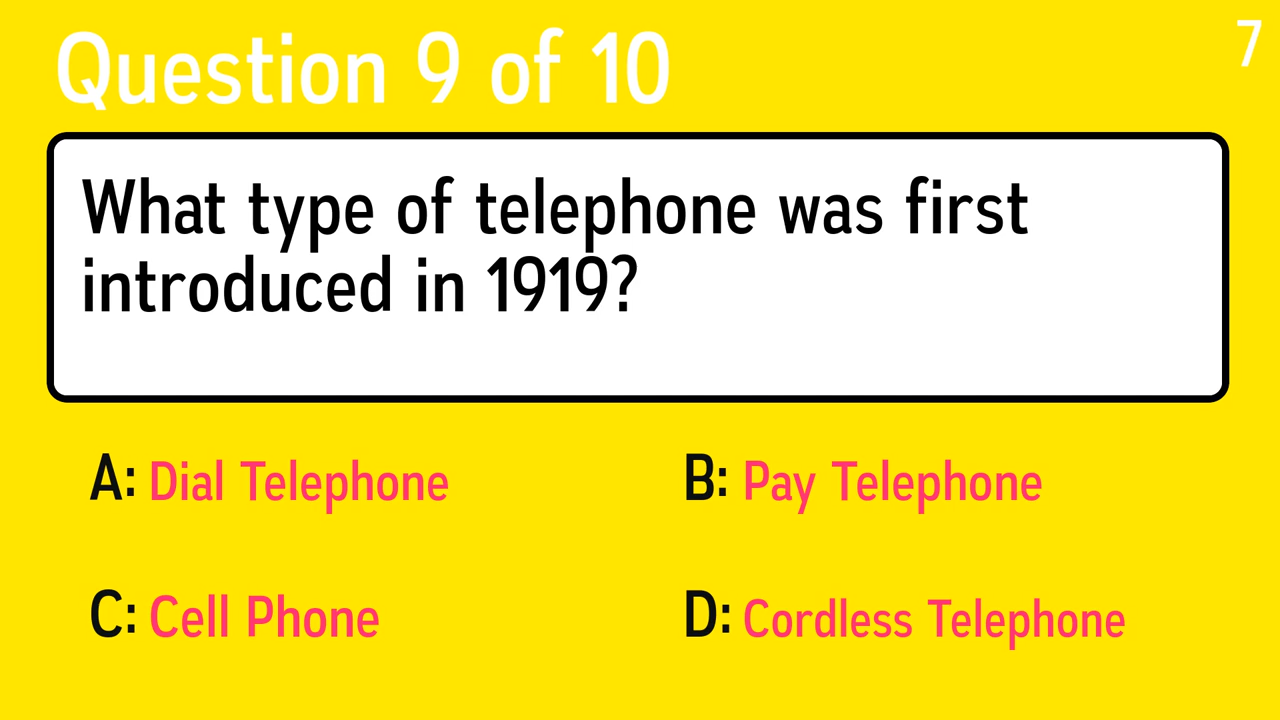 Question 9 of 10
7
What type of telephone was first
introduced in 1919?
A: Dial Telephone
B: Pay Telephone
C: Cell Phone
D: Cordless Telephone